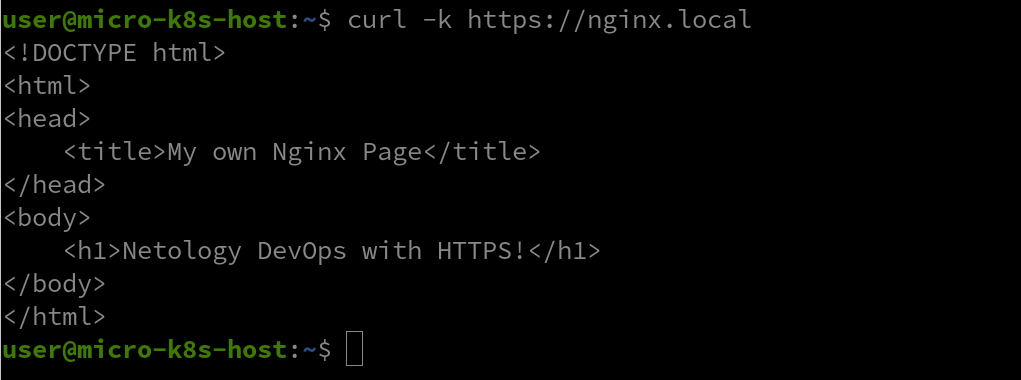 user@micro-k8s-host:~$ curl -k https://nginx.local
<!DOCTYPE html>
<html>
<head>
    <title>My own Nginx Page</title>
</head>
<body>
    <h1>Netology DevOps with HTTPS!</h1>
</body>
</html>
user@micro-k8s-host:~$